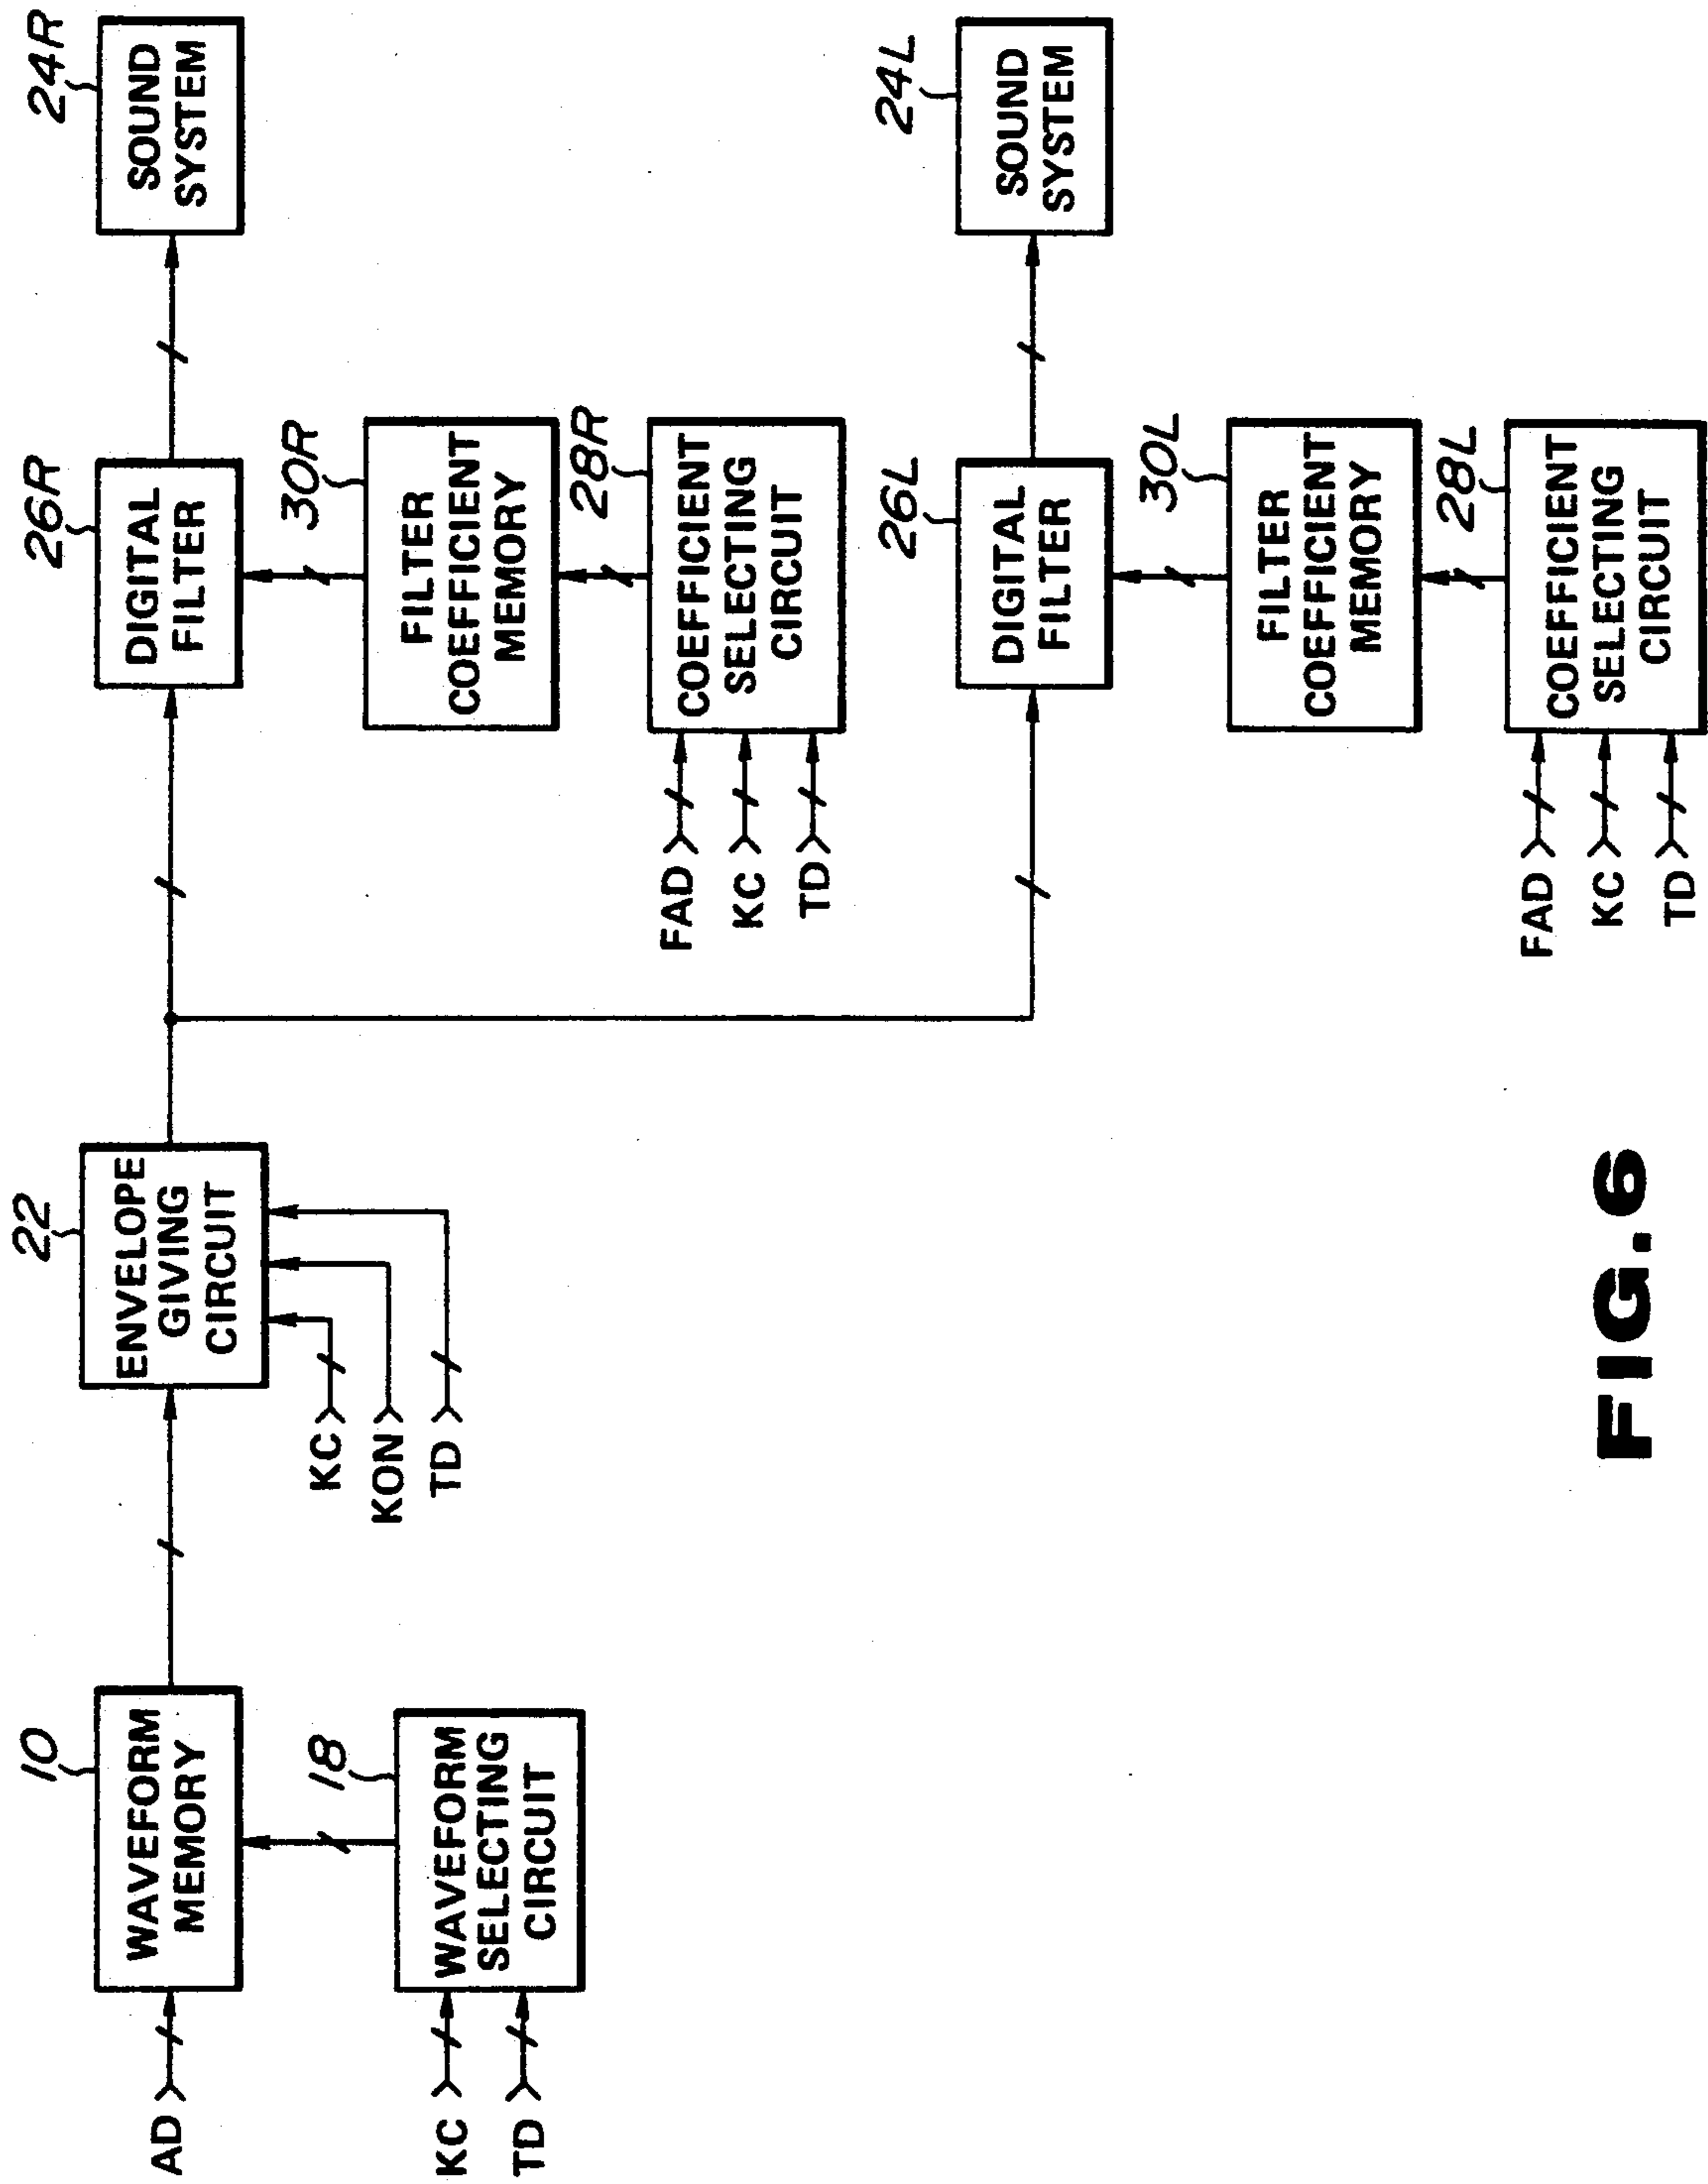 10
WAVEFORM
MEMORY
AD
18
WAVEFORM
SELECTING
CIRCUIT
KC
TD
22
ENVELOPE
GIVING
CIRCUIT
KC
KON
TD
26R
DIGITAL
FILTER
24R
SOUND
SYSTEM
30R
FILTER
COEFFICIENT
MEMORY
28R
COEFFICIENT
SELECTING
CIRCUIT
FAD
KC
TD
26L
DIGITAL
FILTER
24L
SOUND
SYSTEM
30L
FILTER
COEFFICIENT
MEMORY
28L
COEFFICIENT
SELECTING
CIRCUIT
FAD
KC
TD
FIG. 6